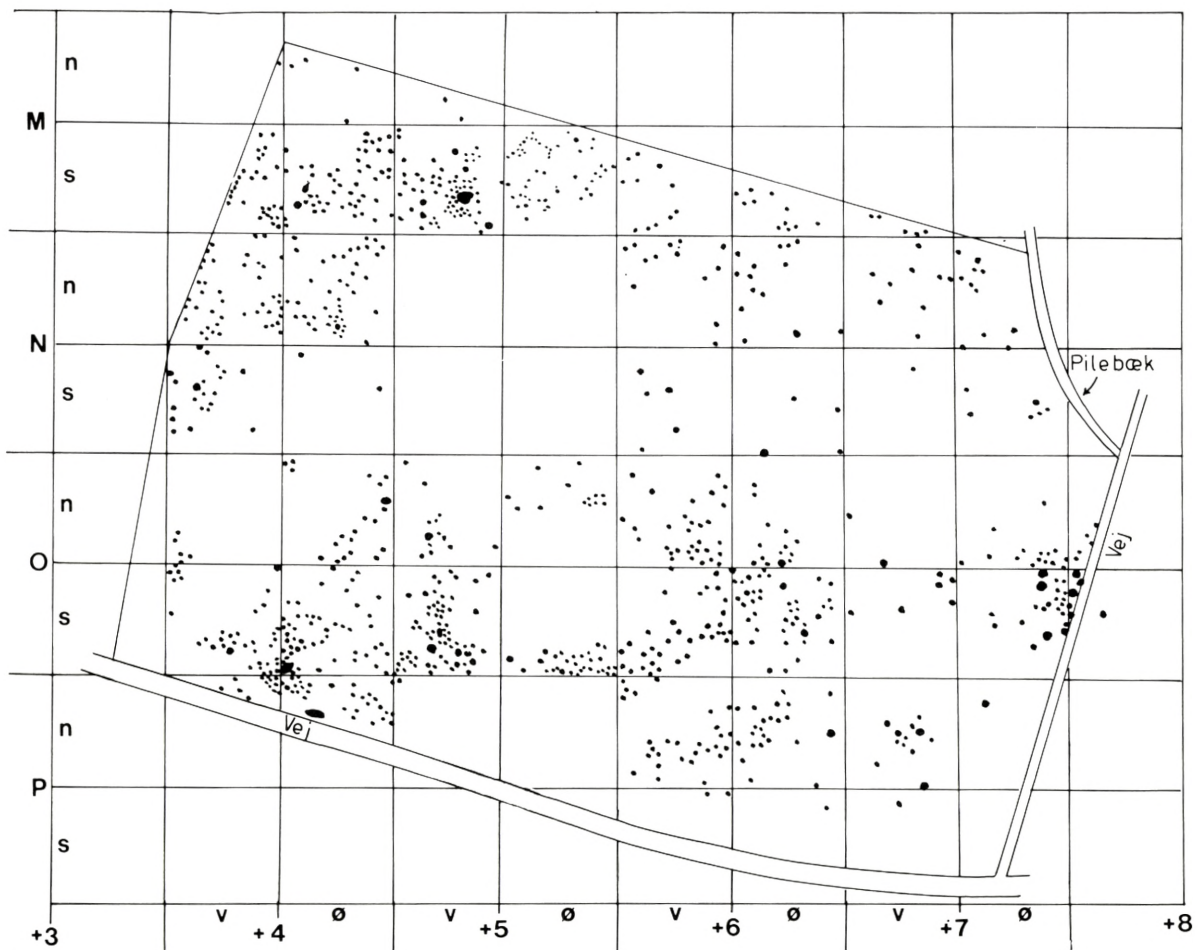 n
M
s
n
N
Pilebæk
s
n
O
Vej
s
n
Vej
P
s
v ø v ø v ø v ø
+3 +4 +5 +6 +7 +8